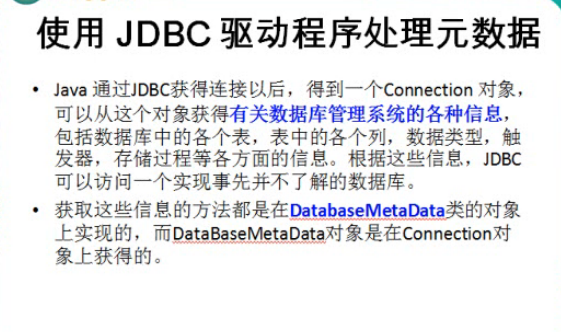 使用 JDBC 驱动程序处理元数据
• Java 通过JDBC获得连接以后，得到一个Connection 对象，
可以从这个对象获得有关数据库管理系统的各种信息，
包括数据库中的各个表，表中的各个列，数据类型，触
发器，存储过程等各方面的信息。根据这些信息，JDBC
可以访问一个实现事先并不了解的数据库。
• 获取这些信息的方法都是在DatabaseMetaData类的对象
上实现的，而DataBaseMetaData对象是在Connection对
象上获得的。